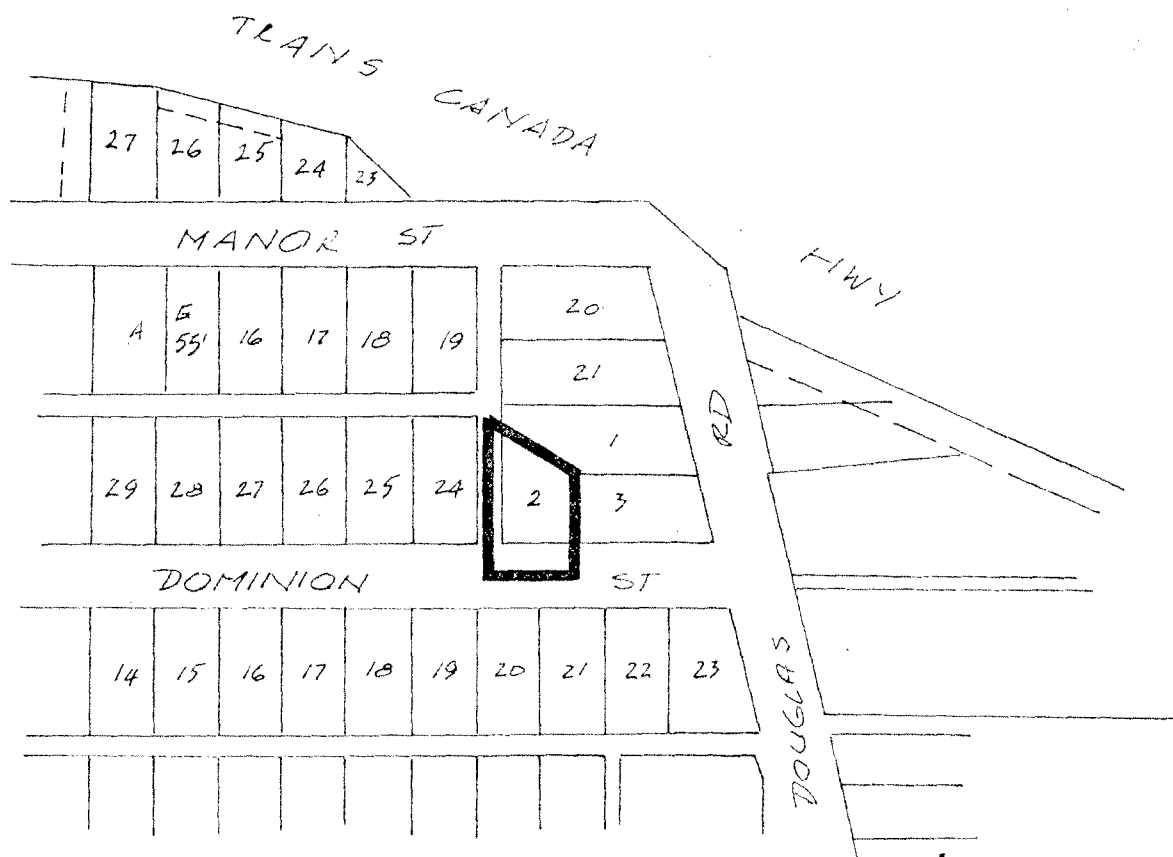 TRANS CANADA HWY
27 26 25 24 23
MANOR ST
A E 55' 16 17 18 19 20
21
1
RD
29 28 27 26 25 24 2 3
DOMINION ST
14 15 16 17 18 19 20 21 22 23
DOUGLAS